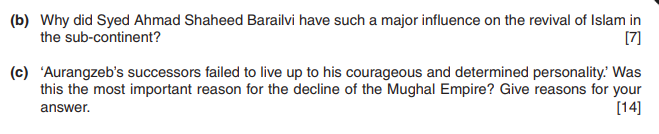 (b) Why did Syed Ahmad Shaheed Barailvi have such a major influence on the revival of Islam in
the sub-continent? [7]
(c) ‘Aurangzeb’s successors failed to live up to his courageous and determined personality.’ Was
this the most important reason for the decline of the Mughal Empire? Give reasons for your
answer. [14]